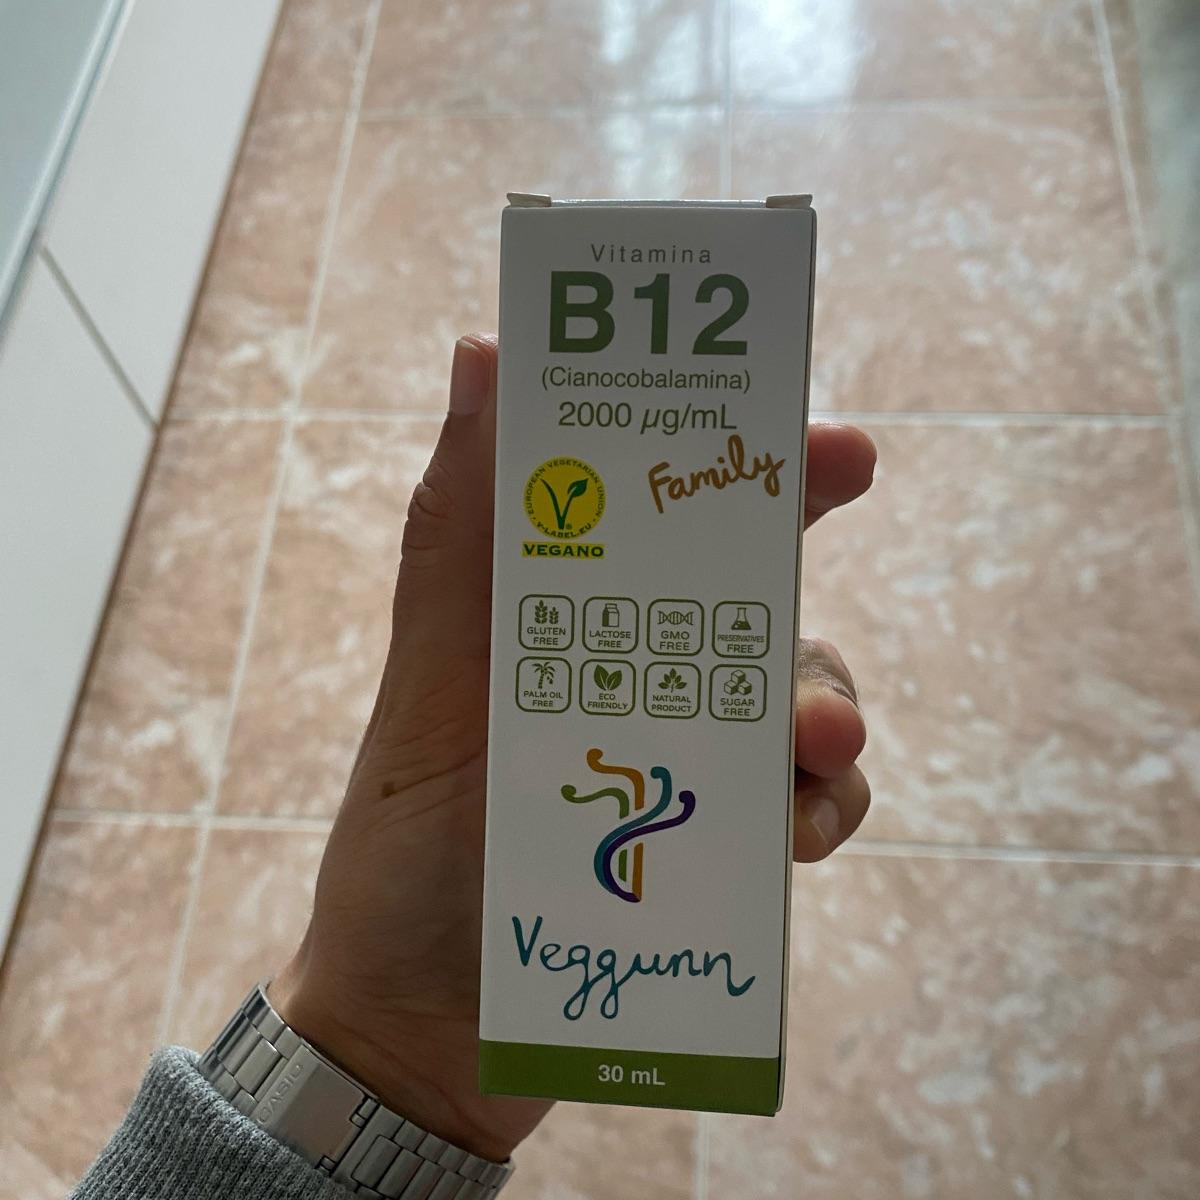 Vitamina
B12
(Cianocobalamina)
2000 µg/mL
Family
EUROPEAN VEGETARIAN UNION
V-LABEL.EU
VEGANO
GLUTEN
FREE
LACTOSE
FREE
GMO
FREE
PRESERVATIVES
FREE
PALM OIL
FREE
ECO
FRIENDLY
NATURAL
PRODUCT
SUGAR
FREE
Veggunn
30 mL
CASIO